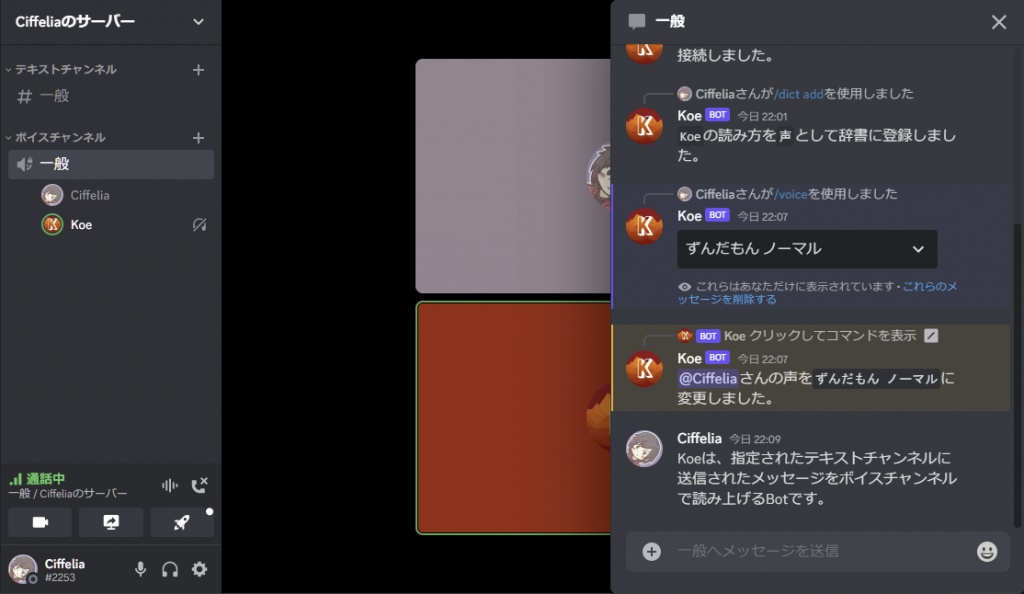 Ciffeliaのサーバー
テキストチャンネル
一般
ボイスチャンネル
一般
Ciffelia
Koe
通話中
一般 / Ciffeliaのサーバー
Ciffelia
#2253
一般
接続しました。
Ciffeliaさんが/dict addを使用しました
Koe BOT 今日 22:01
Koeの読み方を声として辞書に登録しまし
た。
Ciffeliaさんが/voiceを使用しました
Koe BOT 今日 22:07
ずんだもん ノーマル
これらはあなただけに表示されています・これらのメ
ッセージを削除する
BOT Koe クリックしてコマンドを表示
Koe BOT 今日 22:07
@Ciffeliaさんの声をずんだもん ノーマルに
変更しました。
Ciffelia 今日 22:09
Koeは、指定されたテキストチャンネルに
送信されたメッセージをボイスチャンネル
で読み上げるBotです。
一般へメッセージを送信